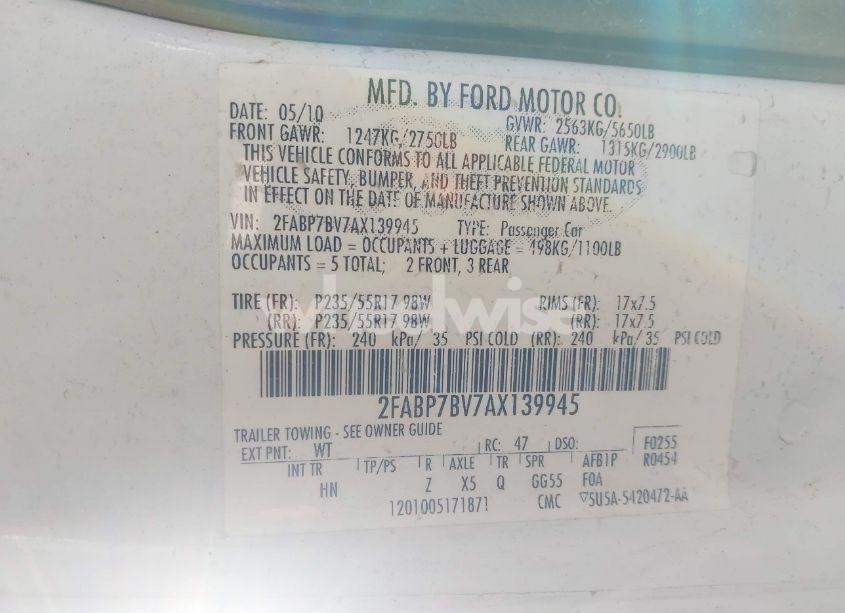 MFD. BY FORD MOTOR CO.
DATE: 05/10 GVWR: 2563KG/5650LB
FRONT GAWR: 1247KG/2750LB REAR GAWR: 1315KG/2900LB
THIS VEHICLE CONFORMS TO ALL APPLICABLE FEDERAL MOTOR
VEHICLE SAFETY, BUMPER, AND THEFT PREVENTION STANDARDS
IN EFFECT ON THE DATE OF MANUFACTURE SHOWN ABOVE.
VIN: 2FABP7BV7AX139945 TYPE: Passenger Car
MAXIMUM LOAD = OCCUPANTS + LUGGAGE = 498KG/1100LB
OCCUPANTS = 5 TOTAL; 2 FRONT, 3 REAR
TIRE (FR): P235/55R17 98W RIMS (FR): 17x7.5
(RR): P235/55R17 98W (RR): 17x7.5
wheelwise
PRESSURE (FR): 240 kPa/ 35 PSI COLD (RR): 240 kPa/ 35 PSI COLD
2FABP7BV7AX139945
TRAILER TOWING - SEE OWNER GUIDE
EXT PNT: WT RC: 47 DSO: F0255
INT TR TP/PS R AXLE TR SPR AFB1P R0454
HN Z X5 Q GG55 FOA
120100517187 CMC ▽5U5A-5420472-AA